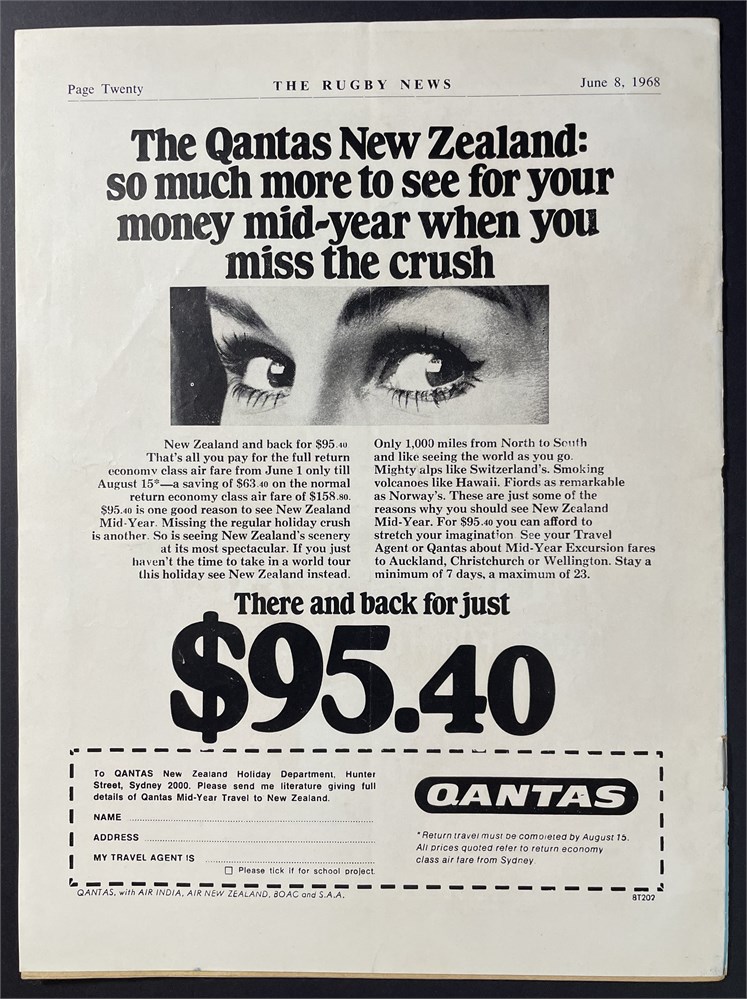 Page Twenty
THE RUGBY NEWS
June 8, 1968
The Qantas New Zealand:
so much more to see for your
money mid-year when you
miss the crush
New Zealand and back for $95.40
That's all you pay for the full return
economy class air fare from June 1 only till
August 15*—a saving of $63.40 on the normal
return economy class air fare of $158.80.
$95.40 is one good reason to see New Zealand
Mid-Year. Missing the regular holiday crush
is another. So is seeing New Zealand's scenery
at its most spectacular. If you just
haven't the time to take in a world tour
this holiday see New Zealand instead.
Only 1,000 miles from North to South
and like seeing the world as you go.
Mighty alps like Switzerland's. Smoking
volcanoes like Hawaii. Fiords as remarkable
as Norway's. These are just some of the
reasons why you should see New Zealand
Mid-Year. For $95.40 you can afford to
stretch your imagination. See your Travel
Agent or Qantas about Mid-Year Excursion fares
to Auckland, Christchurch or Wellington. Stay a
minimum of 7 days, a maximum of 23.
There and back for just
$95.40
To QANTAS New Zealand Holiday Department, Hunter
Street, Sydney 2000. Please send me literature giving full
details of Qantas Mid-Year Travel to New Zealand.
NAME
ADDRESS
MY TRAVEL AGENT IS
Please tick if for school project.
QANTAS
*Return travel must be completed by August 15.
All prices quoted refer to return economy
class air fare from Sydney.
QANTAS, with AIR INDIA, AIR NEW ZEALAND, BOAC and S.A.A.
8T202